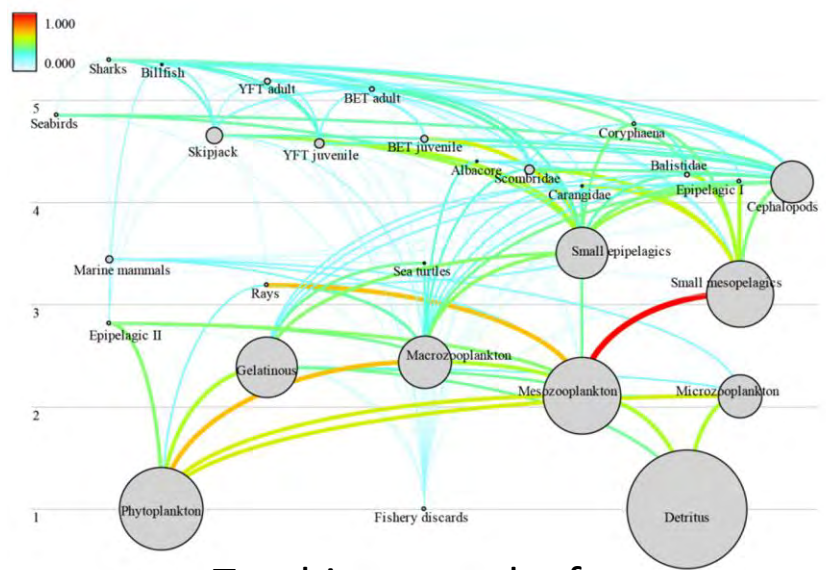 1.000
0.000
Sharks
Billfish
YFT adult
BET adult
5
Seabirds
Coryphaena
Skipjack
YFT juvenile
BET juvenile
Albacore
Scombridae
Balistidae
Carangidae
Epipelagic I
Cephalopods
4
Small epipelagics
Marine mammals
Sea turtles
Small mesopelagics
Rays
3
Epipelagic II
Macrozooplankton
Gelatinous
Mesozooplankton
Microzooplankton
2
Phytoplankton
Fishery discards
Detritus
1